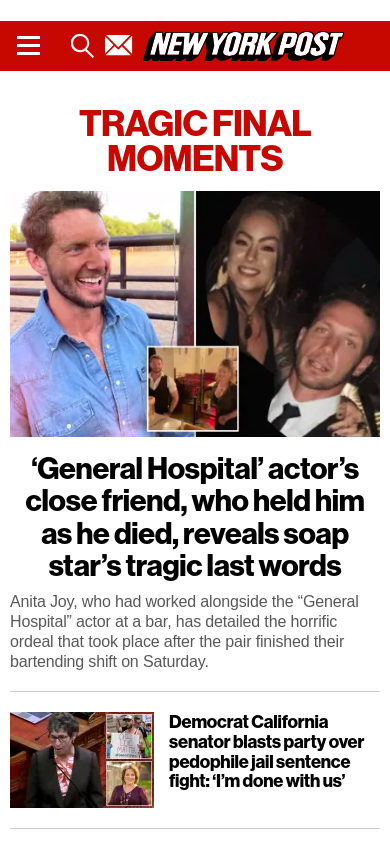 NEW YORK POST
TRAGIC FINAL
MOMENTS
‘General Hospital’ actor’s
close friend, who held him
as he died, reveals soap
star’s tragic last words
Anita Joy, who had worked alongside the “General
Hospital” actor at a bar, has detailed the horrific
ordeal that took place after the pair finished their
bartending shift on Saturday.
Democrat California
senator blasts party over
pedophile jail sentence
fight: ‘I’m done with us’